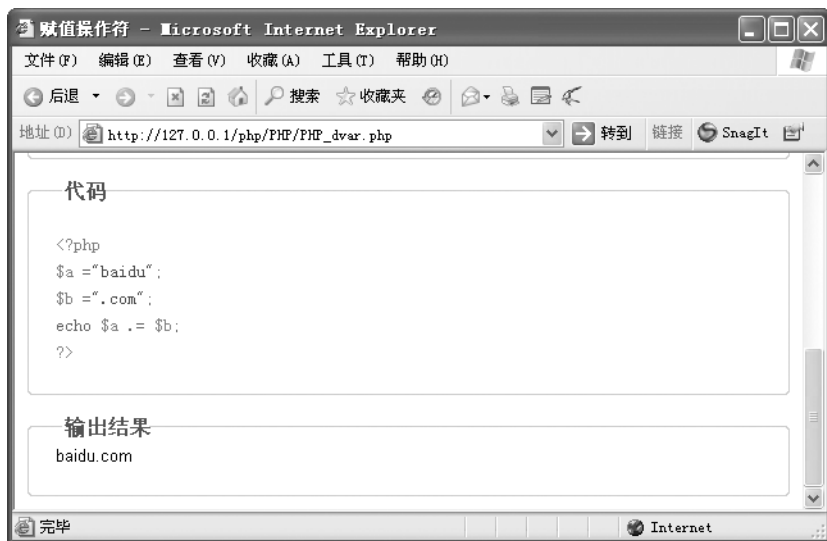 赋值操作符 - Microsoft Internet Explorer
文件(F) 编辑(E) 查看(V) 收藏(A) 工具(T) 帮助(H)
后退 搜索 收藏夹
地址(D) http://127.0.0.1/php/PHP/PHP_dvar.php 转到 链接 SnagIt
代码
<?php
$a ="baidu";
$b =".com";
echo $a .= $b;
?>
输出结果
baidu.com
完毕 Internet